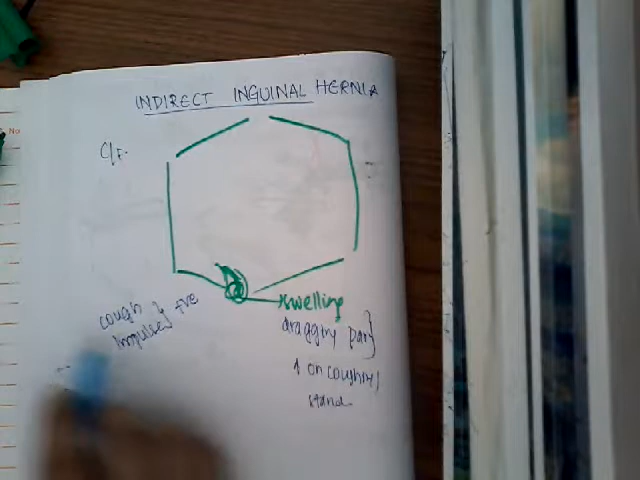 INDIRECT INGUINAL HERNIA
C/F.
swelling
cough } +ve
impulse
dragging pain }
↑ on coughing /
stand